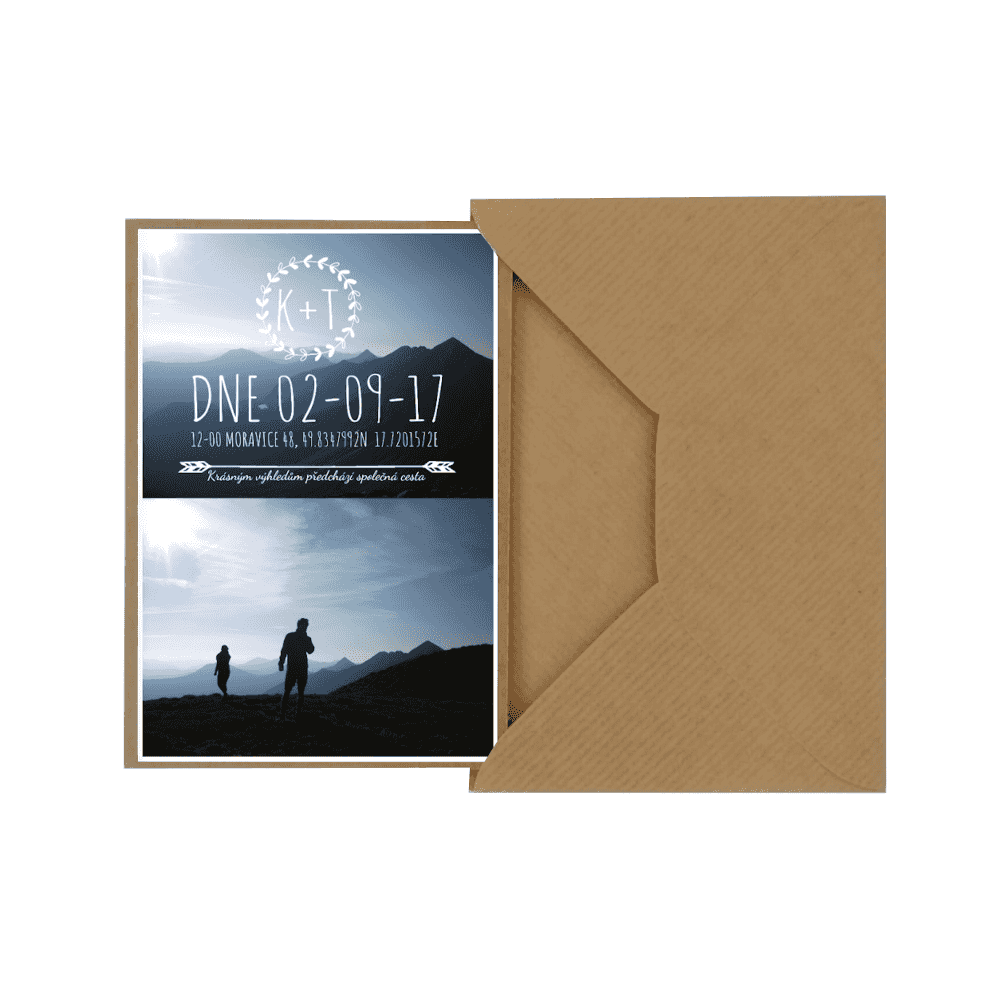 K + T
DNE 02-09-17
12-00 MORAVICE 48, 49.8347992N 17.7201572E
Krásným výhledům předchází společná cesta